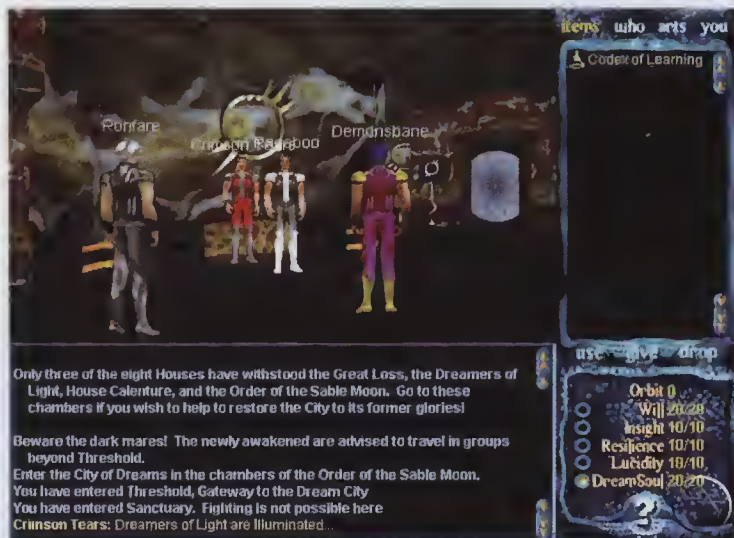 items who arts you
Codex of Learning
Ronfare
Crimson
Demonsbane
Only three of the eight Houses have withstood the Great Loss, the Dreamers of
Light, House Calenture, and the Order of the Sable Moon. Go to these
chambers if you wish to help to restore the City to its former glories!
Beware the dark mares! The newly awakened are advised to travel in groups
beyond Threshold.
Enter the City of Dreams in the chambers of the Order of the Sable Moon.
You have entered Threshold, Gateway to the Dream City
You have entered Sanctuary. Fighting is not possible here
Crimson Tears: Dreamers of Light are Illuminated...
use give drop
Orbit 0
Will 20/20
Insight 10/10
Resilience 10/10
Lucidity 10/10
DreamSoul 20/20
?